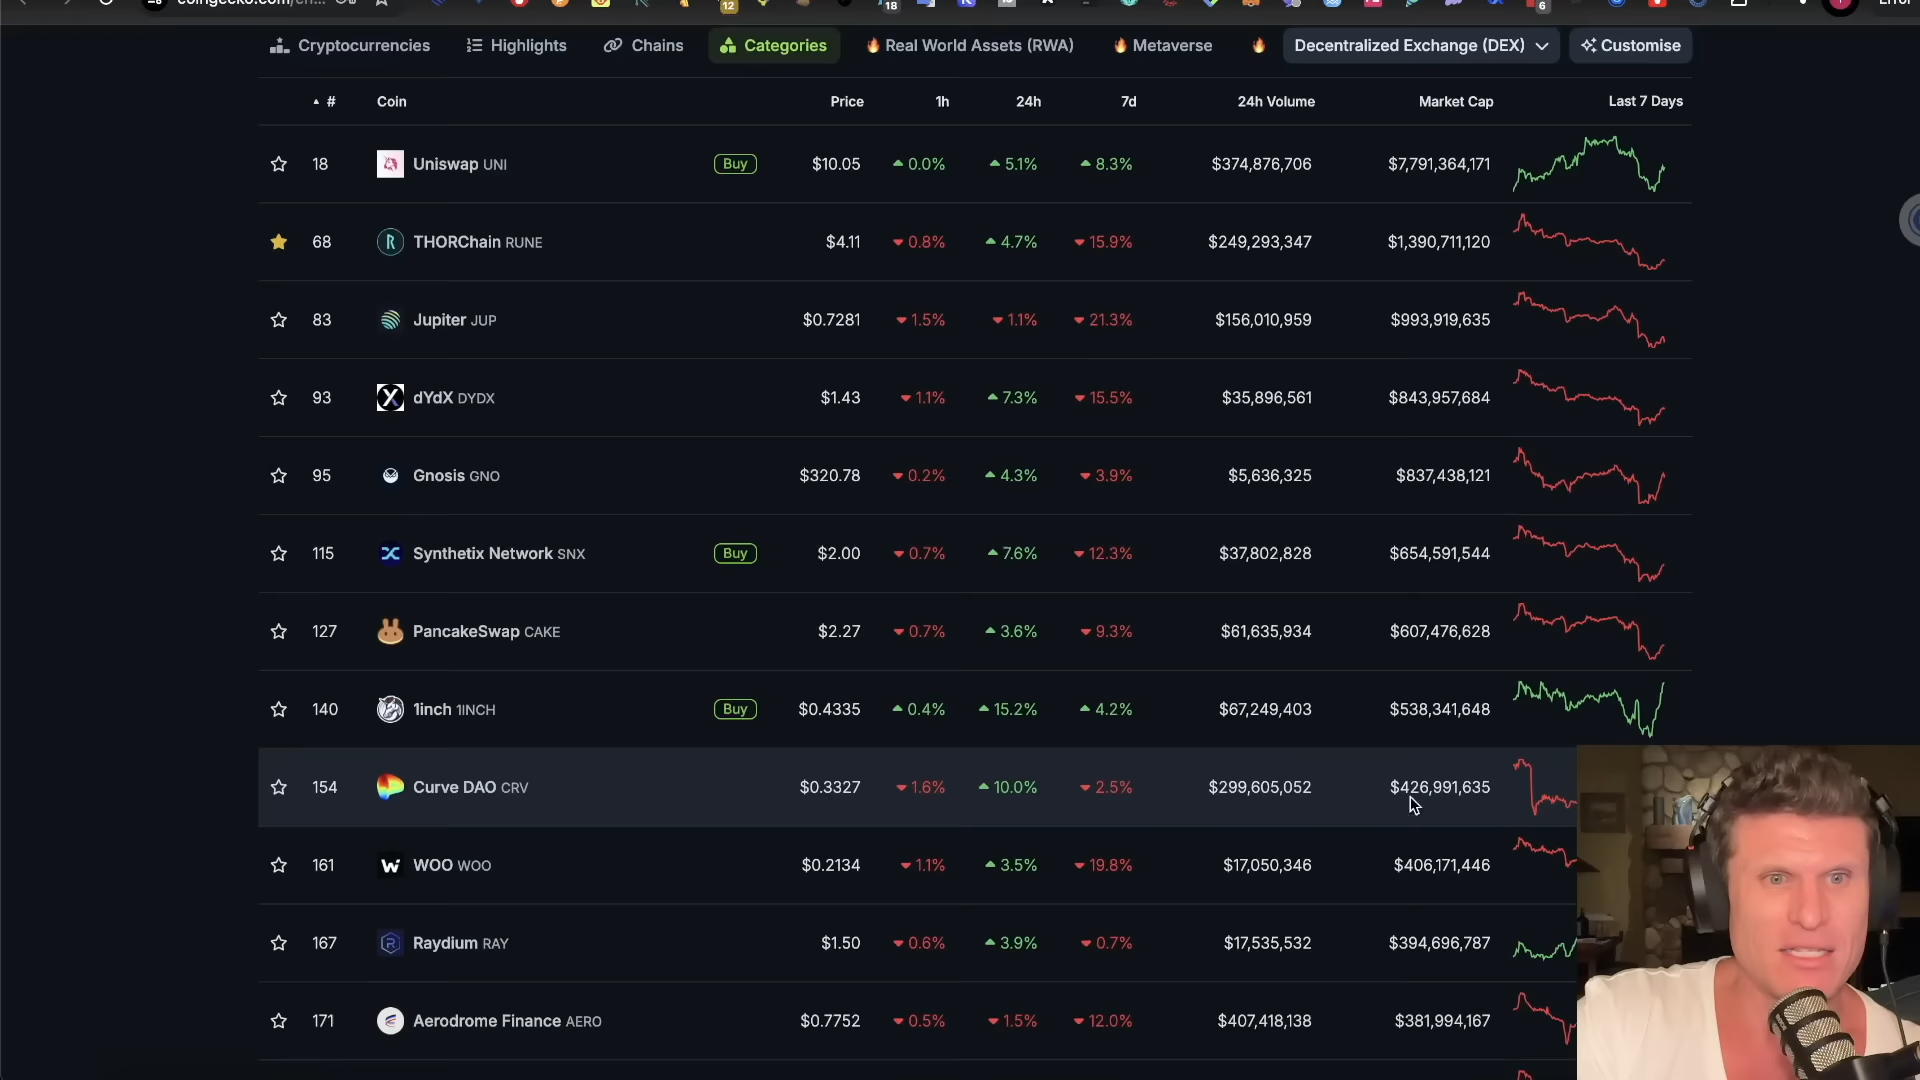 12 18 6
Cryptocurrencies Highlights Chains Categories Real World Assets (RWA) Metaverse Decentralized Exchange (DEX) Customise
# Coin Price 1h 24h 7d 24h Volume Market Cap Last 7 Days
18 Uniswap UNI Buy $10.05 0.0% 5.1% 8.3% $374,876,706 $7,791,364,171
68 THORChain RUNE $4.11 0.8% 4.7% 15.9% $249,293,347 $1,390,711,120
83 Jupiter JUP $0.7281 1.5% 1.1% 21.3% $156,010,959 $993,919,635
93 dYdX DYDX $1.43 1.1% 7.3% 15.5% $35,896,561 $843,957,684
95 Gnosis GNO $320.78 0.2% 4.3% 3.9% $5,636,325 $837,438,121
115 Synthetix Network SNX Buy $2.00 0.7% 7.6% 12.3% $37,802,828 $654,591,544
127 PancakeSwap CAKE $2.27 0.7% 3.6% 9.3% $61,635,934 $607,476,628
140 1inch 1INCH Buy $0.4335 0.4% 15.2% 4.2% $67,249,403 $538,341,648
154 Curve DAO CRV $0.3327 1.6% 10.0% 2.5% $299,605,052 $426,991,635
161 WOO WOO $0.2134 1.1% 3.5% 19.8% $17,050,346 $406,171,446
167 Raydium RAY $1.50 0.6% 3.9% 0.7% $17,535,532 $394,696,787
171 Aerodrome Finance AERO $0.7752 0.5% 1.5% 12.0% $407,418,138 $381,994,167